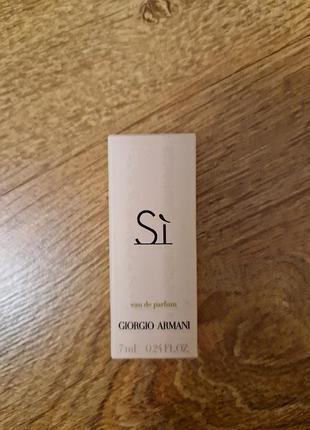 Sì
eau de parfum
GIORGIO ARMANI
7 ml 0.24 FL.OZ